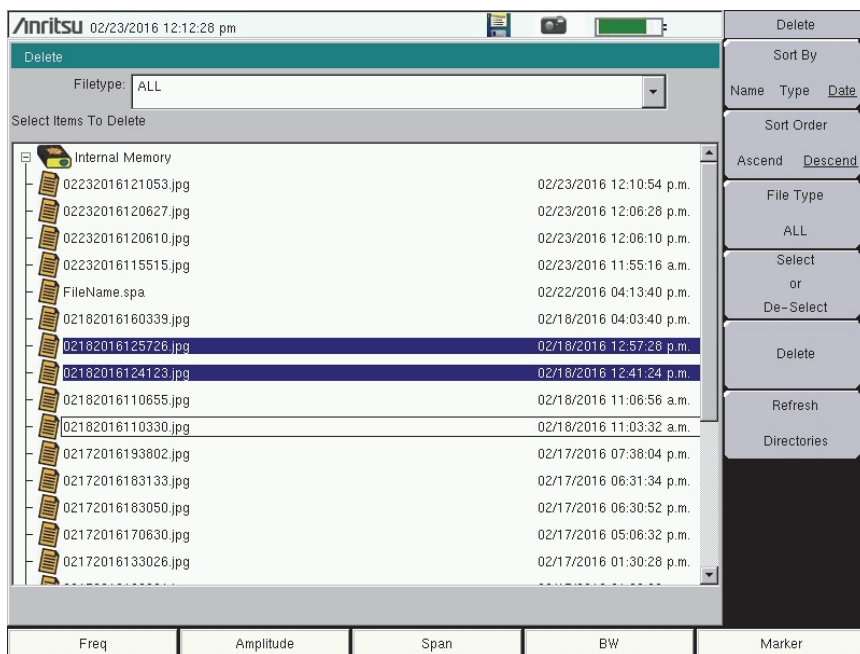 Anritsu 02/23/2016 12:12:28 pm
Delete
Filetype: ALL
Select Items To Delete
Internal Memory
02232016121053.jpg 02/23/2016 12:10:54 p.m.
02232016120627.jpg 02/23/2016 12:06:28 p.m.
02232016120610.jpg 02/23/2016 12:06:10 p.m.
02232016115515.jpg 02/23/2016 11:55:16 a.m.
FileName.spa 02/22/2016 04:13:40 p.m.
02182016160339.jpg 02/18/2016 04:03:40 p.m.
02182016125726.jpg 02/18/2016 12:57:28 p.m.
02182016124123.jpg 02/18/2016 12:41:24 p.m.
02182016110655.jpg 02/18/2016 11:06:56 a.m.
02182016110330.jpg 02/18/2016 11:03:32 a.m.
02172016193802.jpg 02/17/2016 07:38:04 p.m.
02172016183133.jpg 02/17/2016 06:31:34 p.m.
02172016183050.jpg 02/17/2016 06:30:52 p.m.
02172016170630.jpg 02/17/2016 05:06:32 p.m.
02172016133026.jpg 02/17/2016 01:30:28 p.m.
Delete
Sort By
Name Type Date
Sort Order
Ascend Descend
File Type
ALL
Select
or
De-Select
Delete
Refresh
Directories
Freq Amplitude Span BW Marker